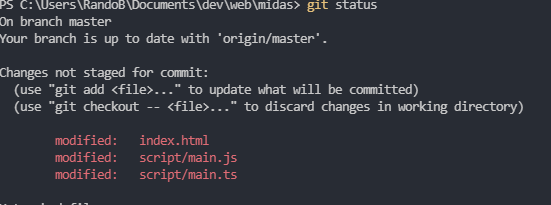 PS C:\Users\RandoB\Documents\dev\web\midas> git status
On branch master
Your branch is up to date with 'origin/master'.
Changes not staged for commit:
  (use "git add <file>..." to update what will be committed)
  (use "git checkout -- <file>..." to discard changes in working directory)
        modified:   index.html
        modified:   script/main.js
        modified:   script/main.ts